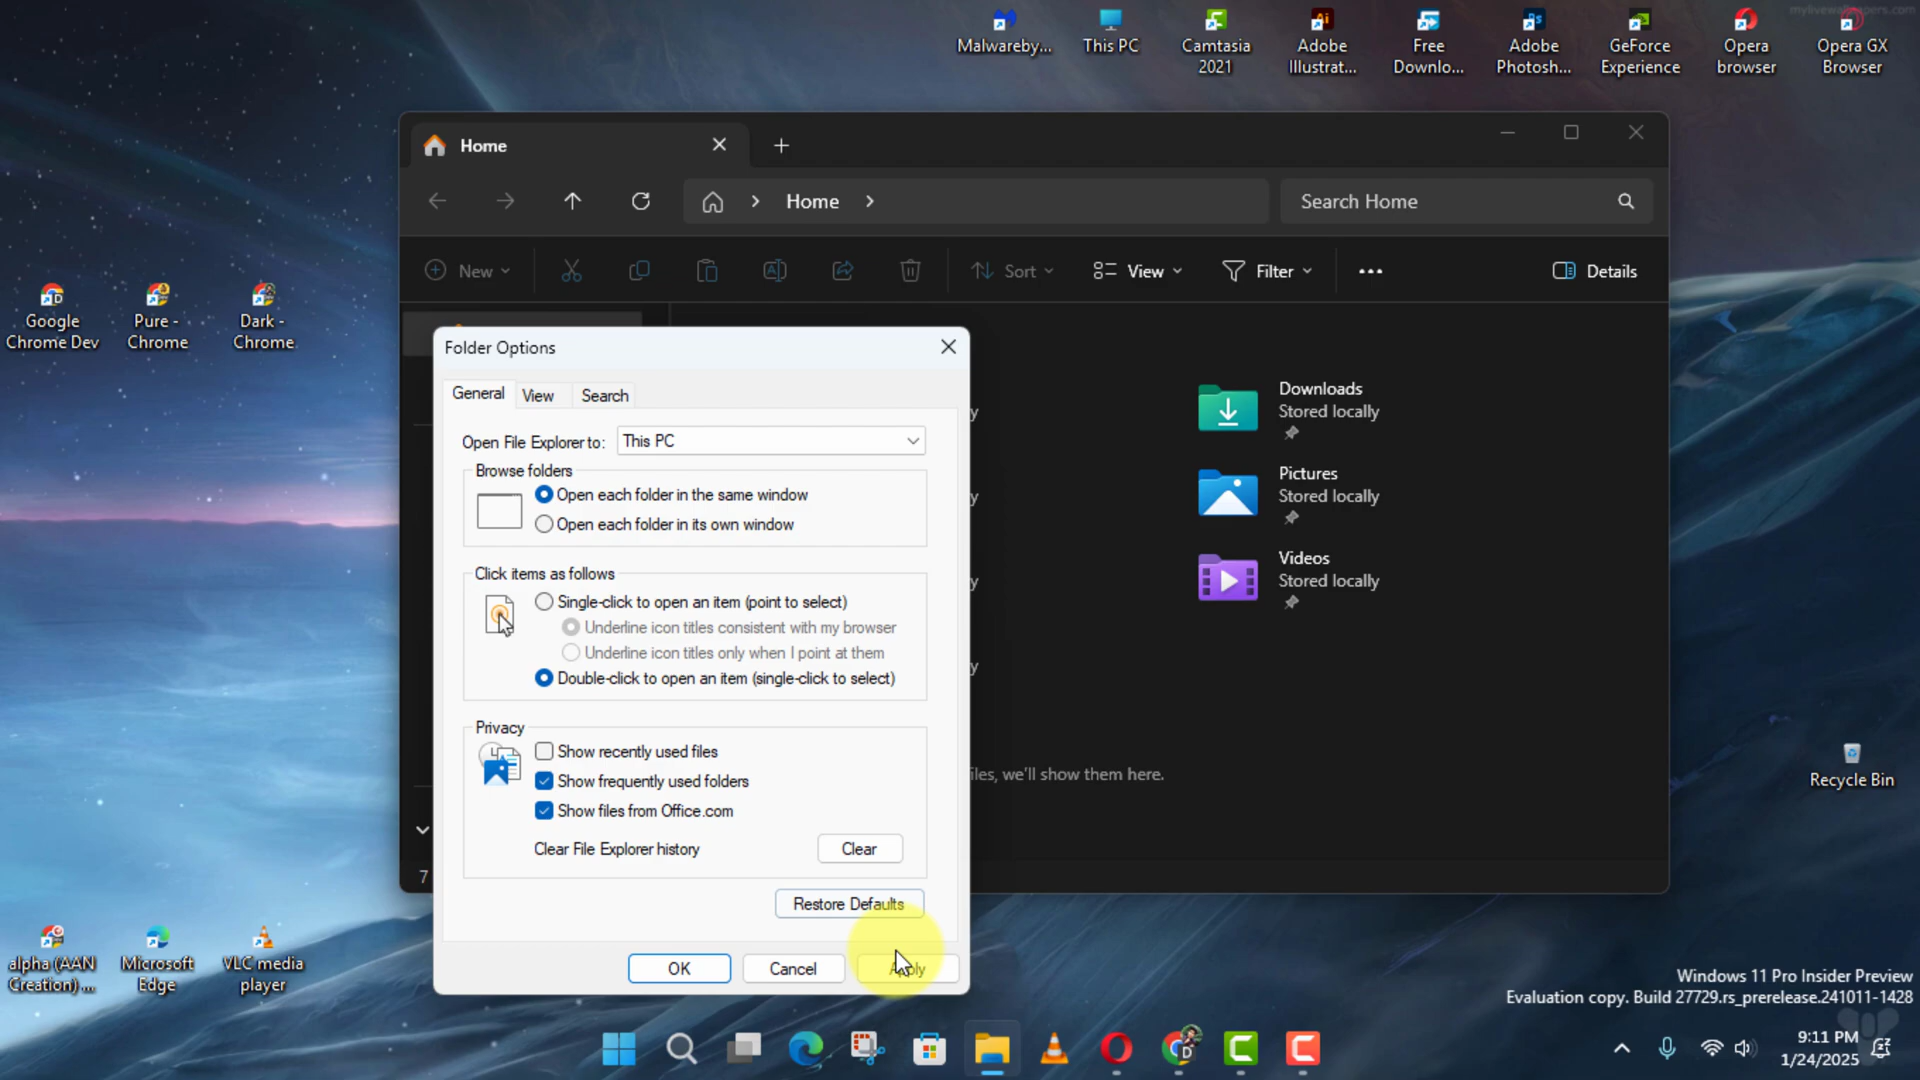 mylivewallpapers.com
Malwareby...
This PC
Camtasia
2021
Adobe
Illustrat...
Free
Downlo...
Adobe
Photosh...
GeForce
Experience
Opera
browser
Opera GX
Browser
Home
Home
Search Home
New
Sort
View
Filter
Details
Google
Chrome Dev
Pure -
Chrome
Dark -
Chrome
Folder Options
General
View
Search
Open File Explorer to:
This PC
Browse folders
Open each folder in the same window
Open each folder in its own window
Click items as follows
Single-click to open an item (point to select)
Underline icon titles consistent with my browser
Underline icon titles only when I point at them
Double-click to open an item (single-click to select)
Privacy
Show recently used files
Show frequently used folders
Show files from Office.com
Clear File Explorer history
Clear
Restore Defaults
OK
Cancel
Apply
Downloads
Stored locally
Pictures
Stored locally
Videos
Stored locally
we'll show them here.
7
Recycle Bin
alpha (AAN
Creation) ...
Microsoft
Edge
VLC media
player
Windows 11 Pro Insider Preview
Evaluation copy. Build 27729.rs_prerelease.241011-1428
9:11 PM
1/24/2025